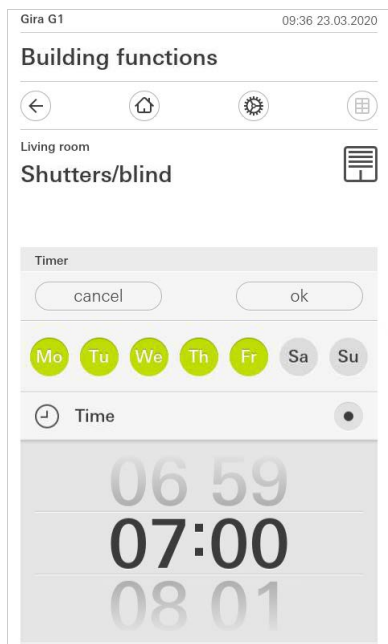 Gira G1 09:36 23.03.2020
Building functions
Living room
Shutters/blind
Timer
cancel ok
Mo Tu We Th Fr Sa Su
Time
06 59
07:00
08 01